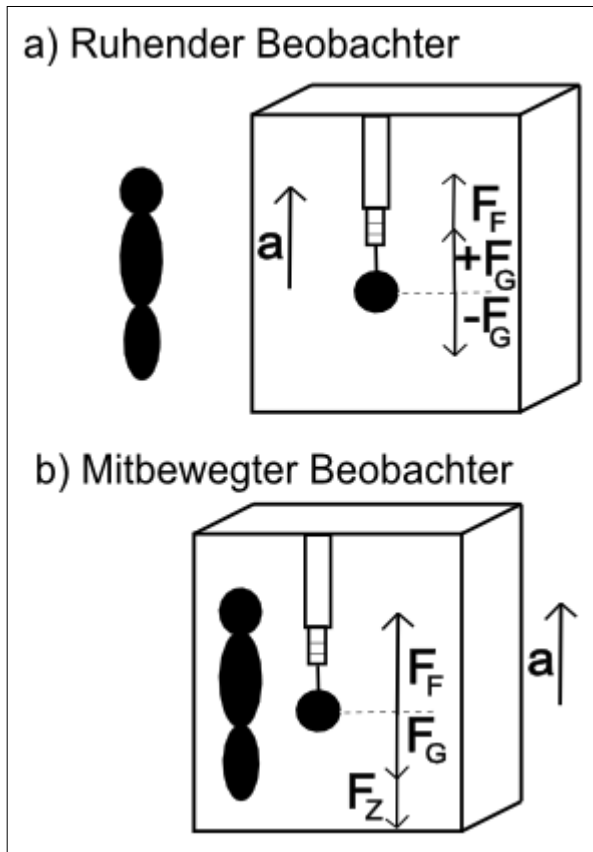 a) Ruhender Beobachter
a
F_F
+F_G
-F_G
b) Mitbewegter Beobachter
F_F
a
F_G
F_Z